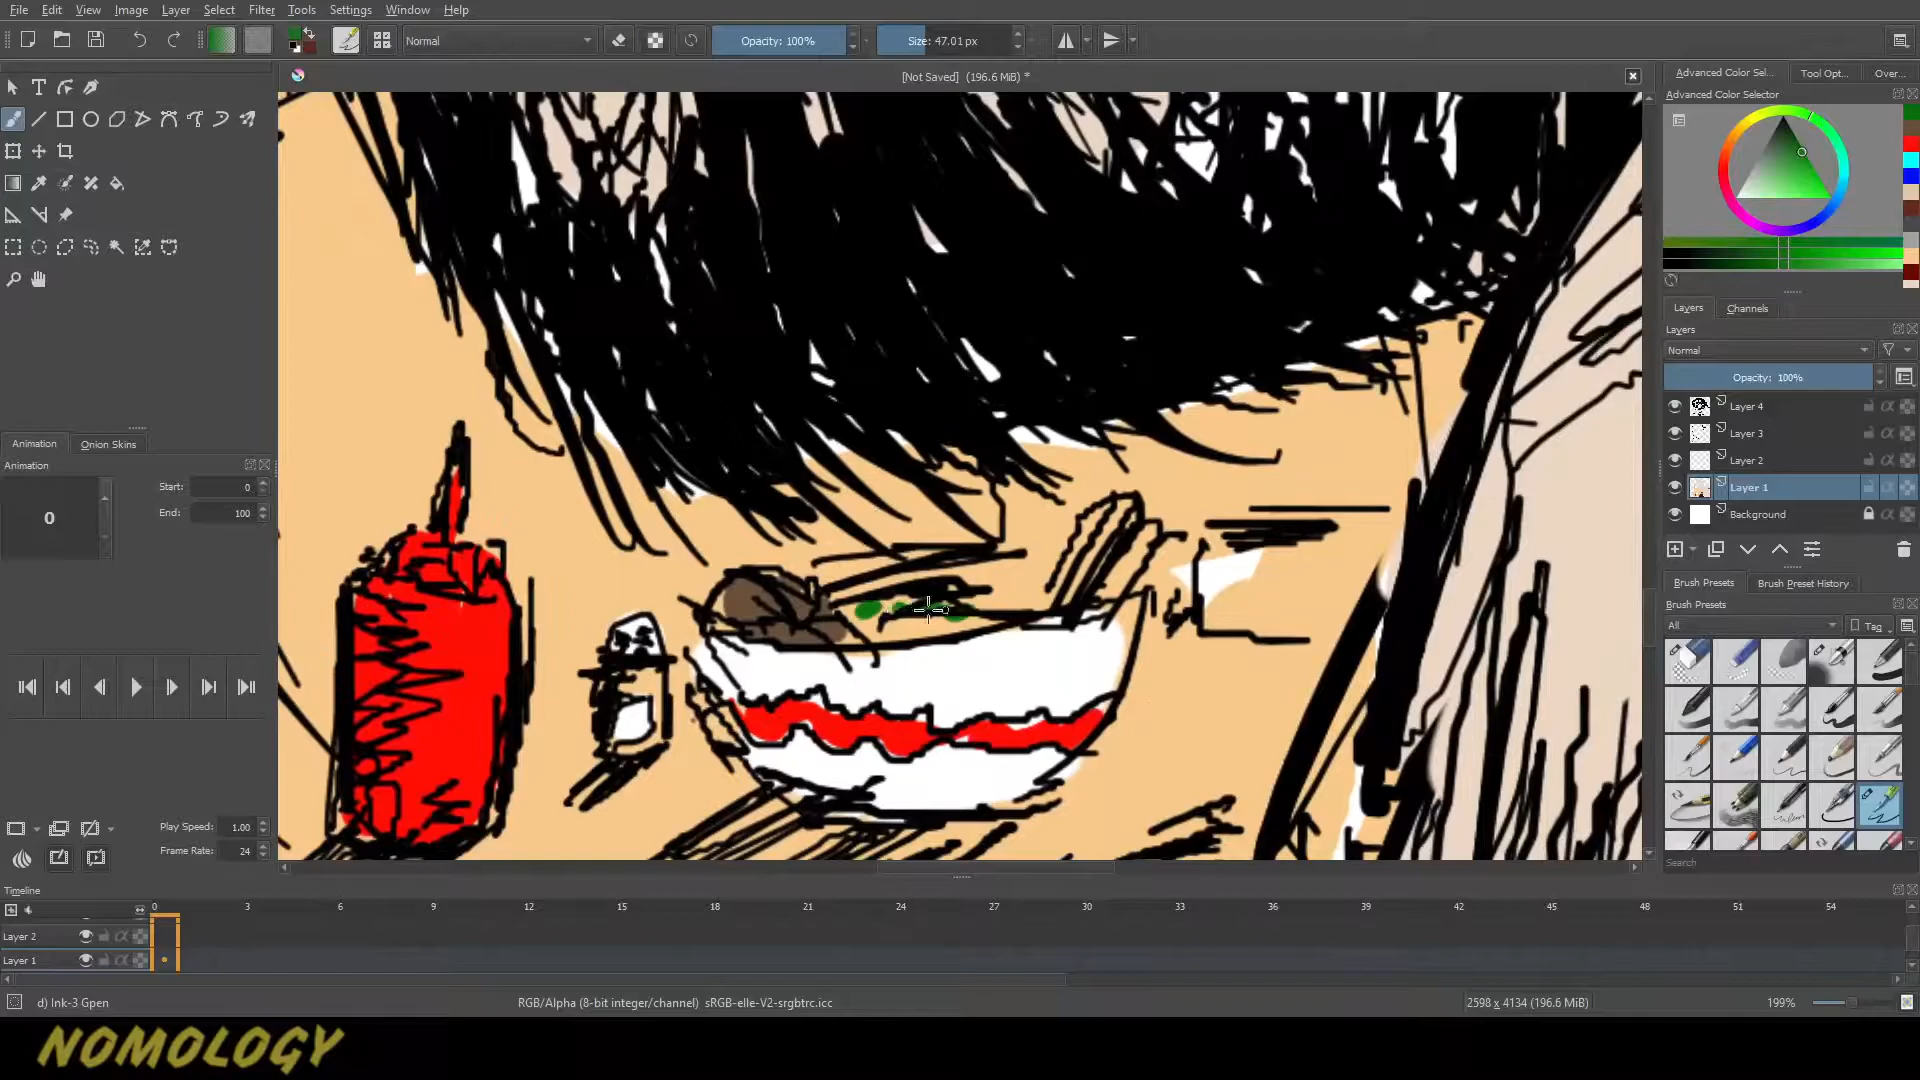 File Edit View Image Layer Select Filter Tools Settings Window Help
Normal Opacity: 100% Size: 47.01 px
[Not Saved] (196.6 MiB) *
Advanced Color Sel... Tool Opt... Over...
Advanced Color Selector
Layers Channels
Layers
Normal
Opacity: 100%
Layer 4
Layer 3
Layer 2
Layer 1
Background
Brush Presets Brush Preset History
Brush Presets
All Tag
Search
Animation Onion Skins
Animation
0
Start: 0
End: 100
Play Speed: 1.00
Frame Rate: 24
Timeline
0 3 6 9 12 15 18 21 24 27 30 33 36 39 42 45 48 51 54
Layer 2
Layer 1
d) Ink-3 Gpen RGB/Alpha (8-bit integer/channel) sRGB-elle-V2-srgbtrc.icc 2598 x 4134 (196.6 MiB) 199%
NOMOLOGY